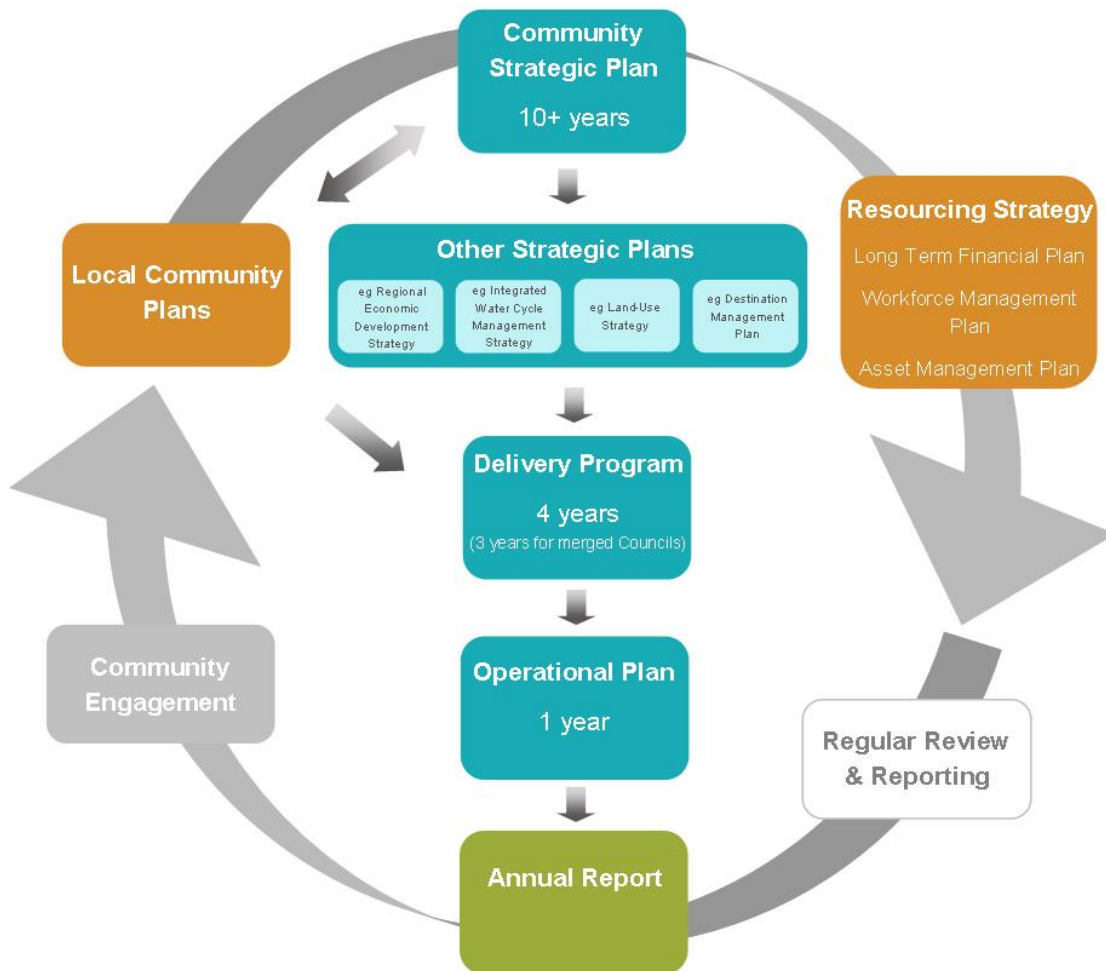 Community
Strategic Plan
10+ years
Local Community
Plans
Other Strategic Plans
eg Regional
Economic
Development
Strategy
eg Integrated
Water Cycle
Management
Strategy
eg Land-Use
Strategy
eg Destination
Management
Plan
Resourcing Strategy
Long Term Financial Plan
Workforce Management
Plan
Asset Management Plan
Delivery Program
4 years
(3 years for merged Councils)
Community
Engagement
Operational Plan
1 year
Regular Review
& Reporting
Annual Report